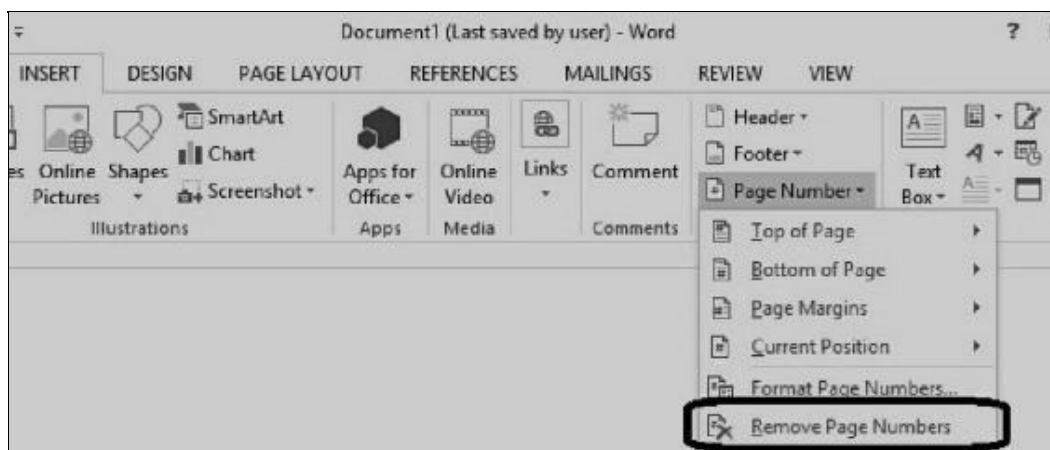 Document1 (Last saved by user) - Word ?
INSERT DESIGN PAGE LAYOUT REFERENCES MAILINGS REVIEW VIEW
Online Pictures
Shapes
SmartArt
Chart
Screenshot
Illustrations
Apps for Office
Apps
Online Video
Media
Links
Comment
Comments
Header
Footer
Page Number
Text Box
Top of Page
Bottom of Page
Page Margins
Current Position
Format Page Numbers...
Remove Page Numbers